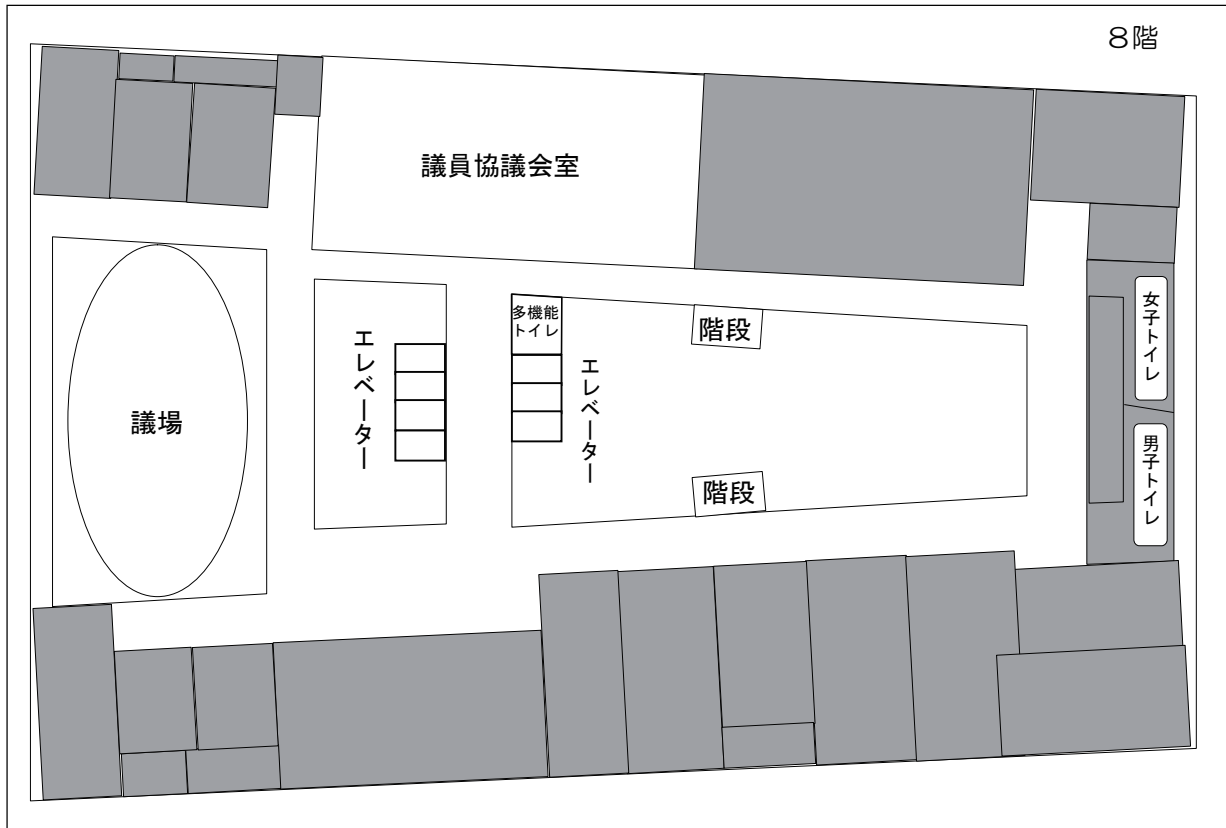 8階
議員協議会室
多機能
トイレ
階段
女子トイレ
エレベーター
エレベーター
議場
男子トイレ
階段